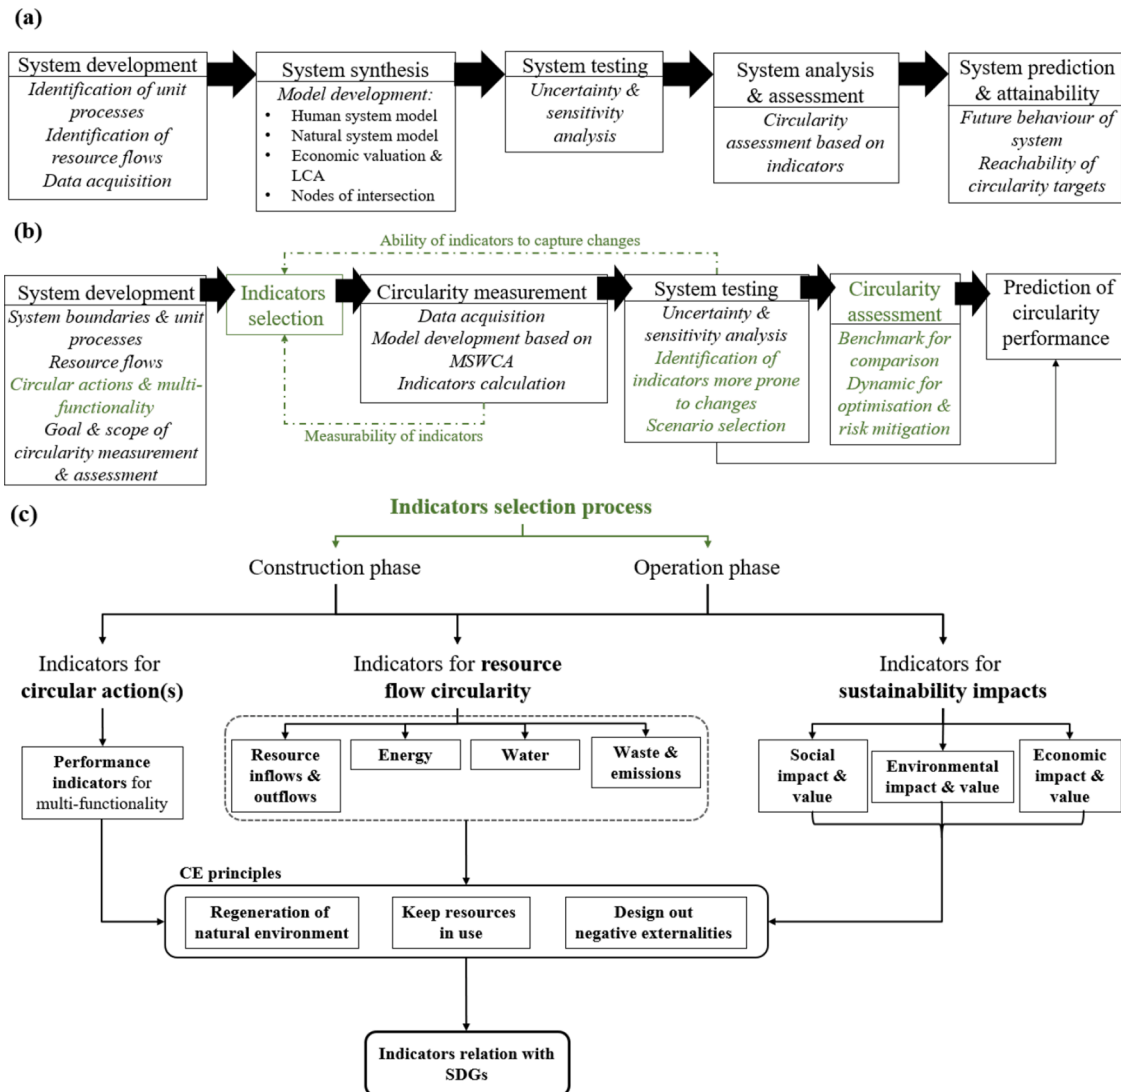 (a)
System development
Identification of unit
processes
Identification of
resource flows
Data acquisition
System synthesis
Model development:
• Human system model
• Natural system model
• Economic valuation &
LCA
• Nodes of intersection
System testing
Uncertainty &
sensitivity
analysis
System analysis
& assessment
Circularity
assessment based on
indicators
System prediction
& attainability
Future behaviour of
system
Reachability of
circularity targets
(b)
Ability of indicators to capture changes
System development
System boundaries & unit
processes
Resource flows
Circular actions & multi-
functionality
Goal & scope of
circularity measurement
& assessment
Indicators
selection
Circularity measurement
Data acquisition
Model development based on
MSWCA
Indicators calculation
Measurability of indicators
System testing
Uncertainty &
sensitivity analysis
Identification of
indicators more prone
to changes
Scenario selection
Circularity
assessment
Benchmark for
comparison
Dynamic for
optimisation &
risk mitigation
Prediction of
circularity
performance
(c)
Indicators selection process
Construction phase
Operation phase
Indicators for
circular action(s)
Indicators for resource
flow circularity
Indicators for
sustainability impacts
Performance
indicators for
multi-functionality
Resource
inflows &
outflows
Energy
Water
Waste &
emissions
Social
impact &
value
Environmental
impact & value
Economic
impact &
value
CE principles
Regeneration of
natural environment
Keep resources
in use
Design out
negative externalities
Indicators relation with
SDGs